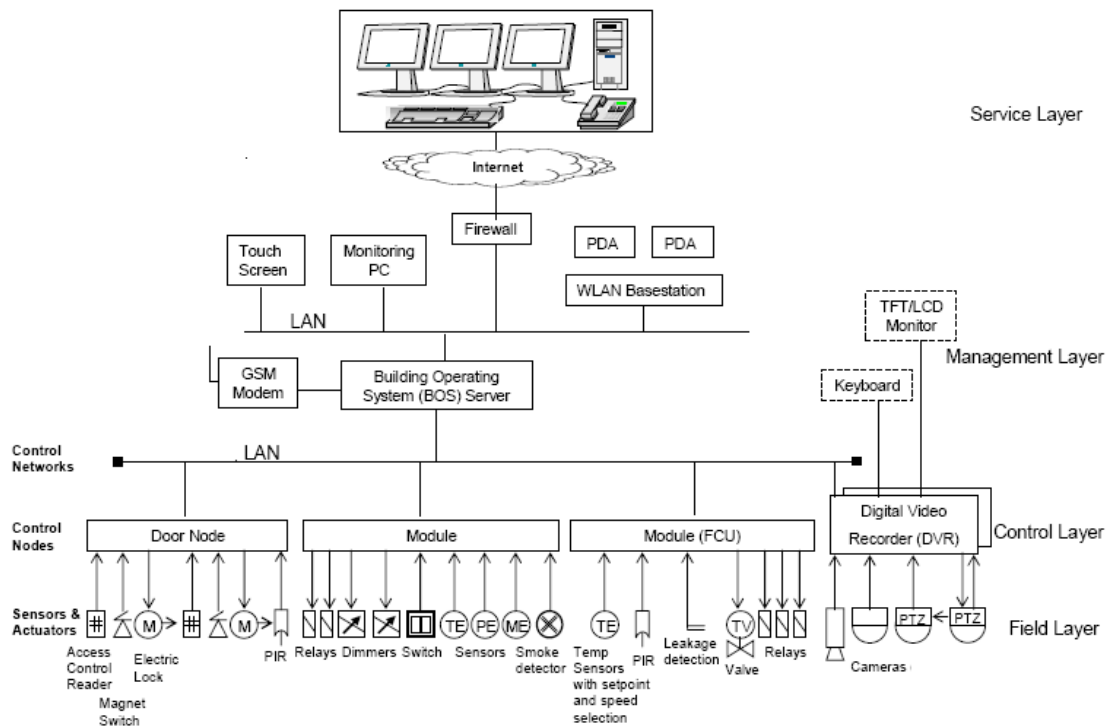 Service Layer
Internet
Firewall
PDA
PDA
Touch
Screen
Monitoring
PC
WLAN Basestation
TFT/LCD
Monitor
LAN
Management Layer
GSM
Modem
Building Operating
System (BOS) Server
Keyboard
Control
Networks
LAN
Control
Nodes
Door Node
Module
Module (FCU)
Digital Video
Recorder (DVR)
Control Layer
Sensors &
Actuators
M
M
TE
PE
ME
TE
TV
PTZ
PTZ
Field Layer
Access
Control
Reader
Magnet
Switch
Electric
Lock
PIR
Relays
Dimmers
Switch
Sensors
Smoke
detector
Temp
Sensors
with setpoint
and speed
selection
PIR
Leakage
detection
Valve
Relays
Cameras